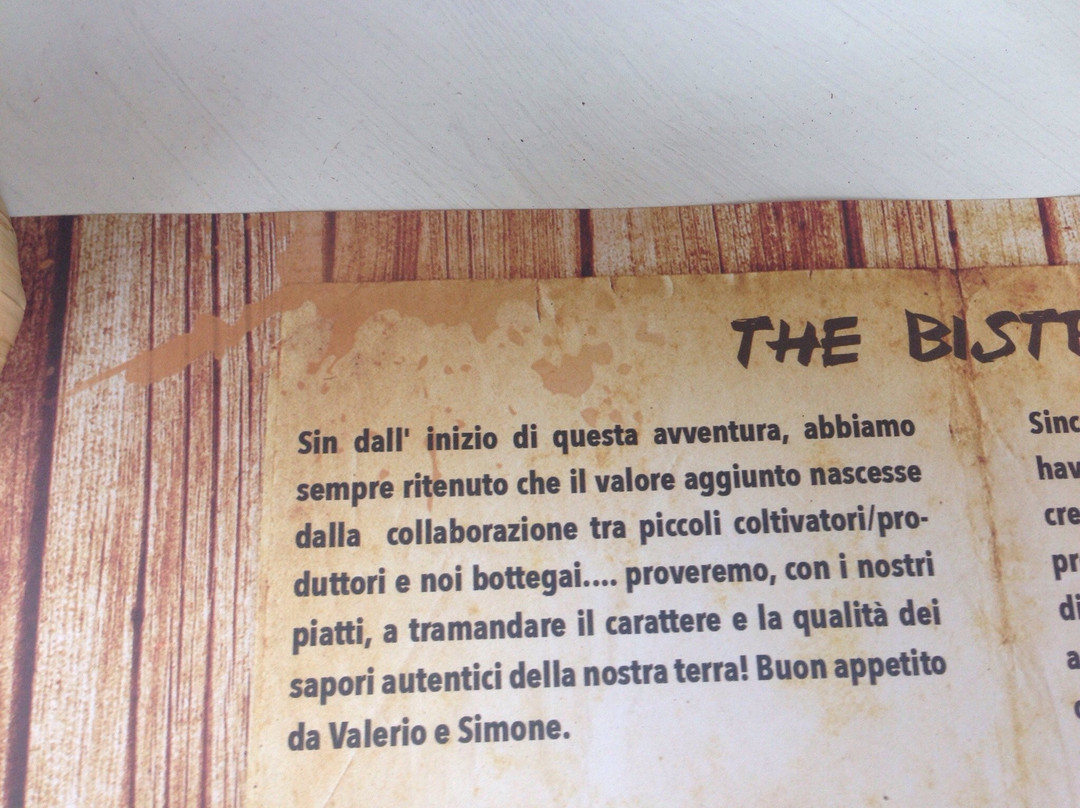 THE BISTE
Sin dall' inizio di questa avventura, abbiamo
sempre ritenuto che il valore aggiunto nascesse
dalla collaborazione tra piccoli coltivatori/pro-
duttori e noi bottegai.... proveremo, con i nostri
piatti, a tramandare il carattere e la qualità dei
sapori autentici della nostra terra! Buon appetito
da Valerio e Simone.
Sinc
hav
cre
pr
di
a